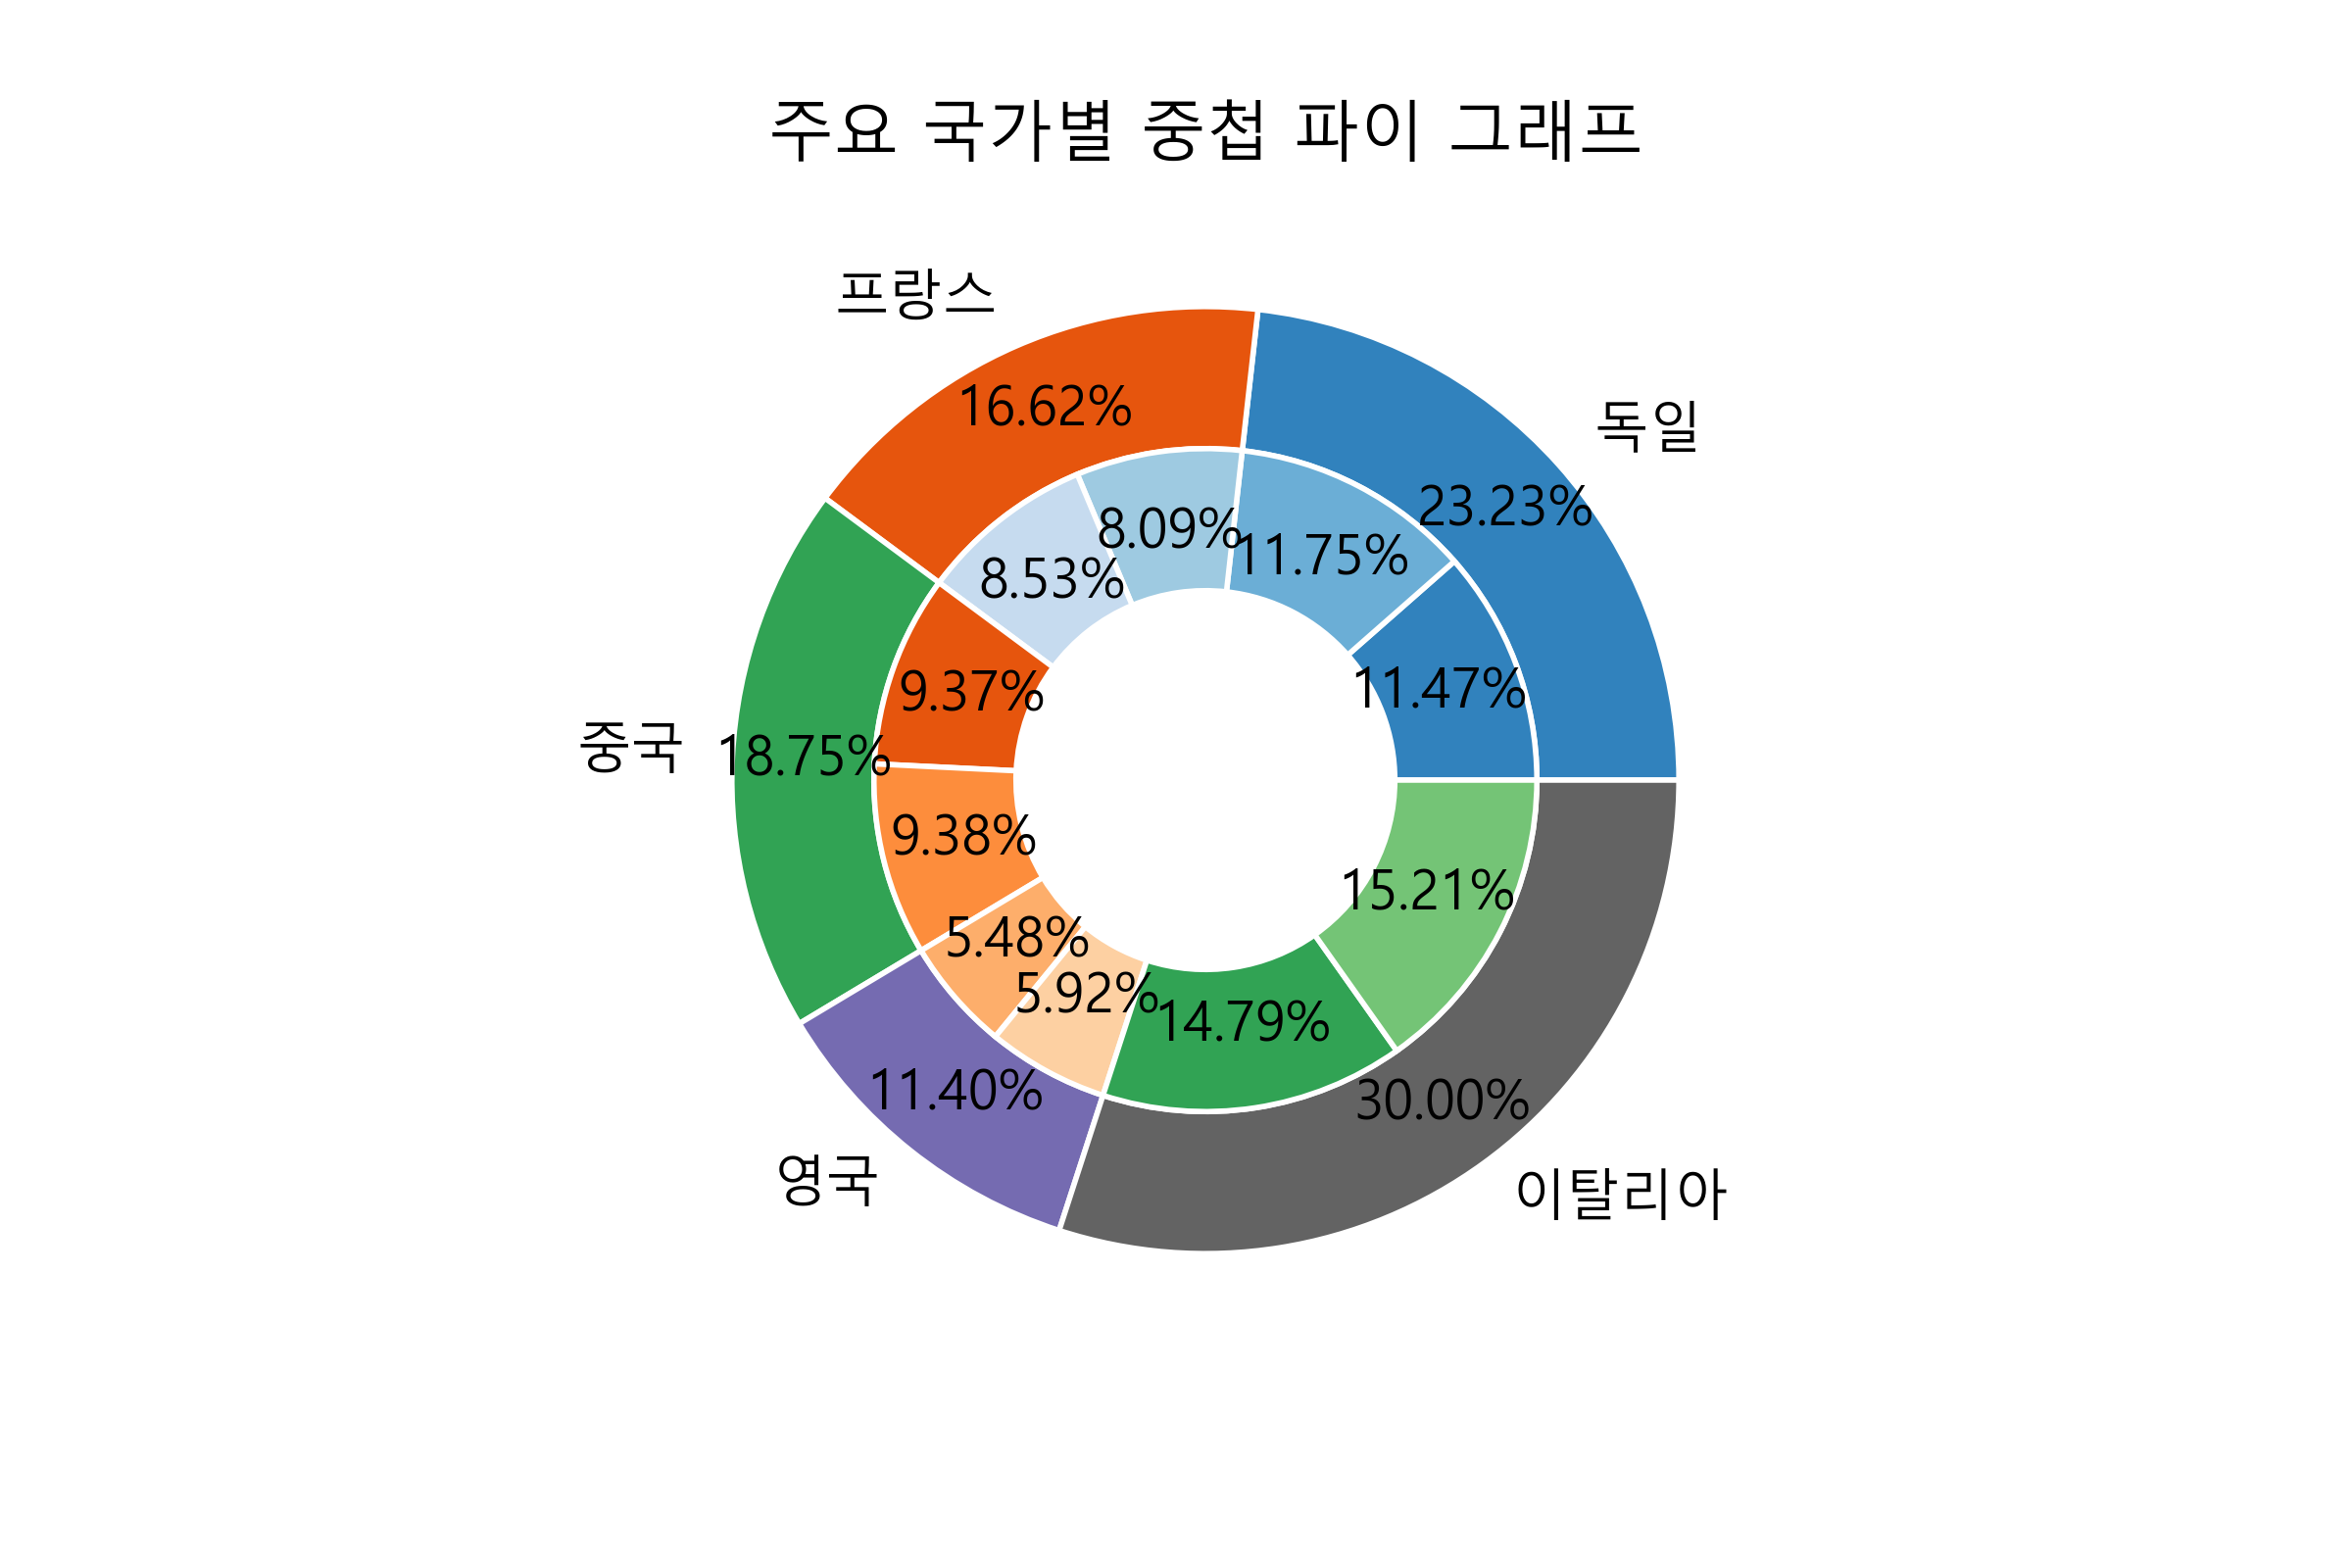 주요 국가별 중첩 파이 그래프
프랑스
독일
16.62%
23.23%
8.09%
11.75%
8.53%
9.37%
11.47%
중국
18.75%
9.38%
15.21%
5.48%
5.92%
14.79%
11.40%
30.00%
영국
이탈리아